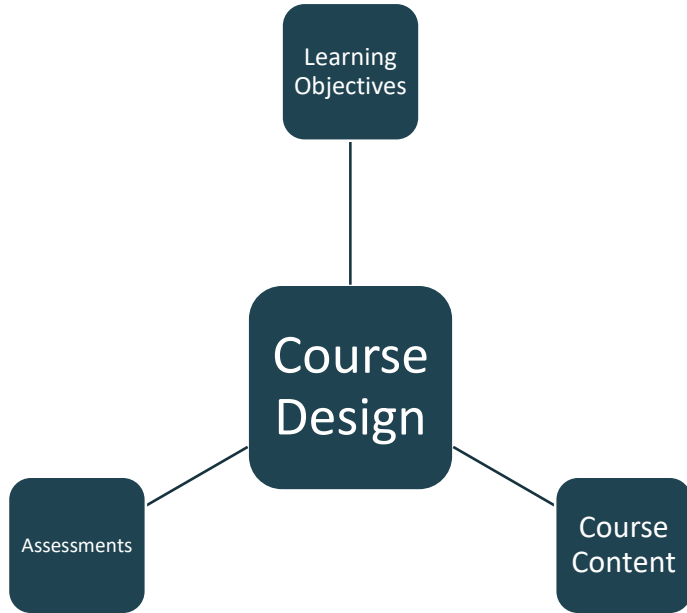 Learning
Objectives
Course
Design
Assessments
Course
Content